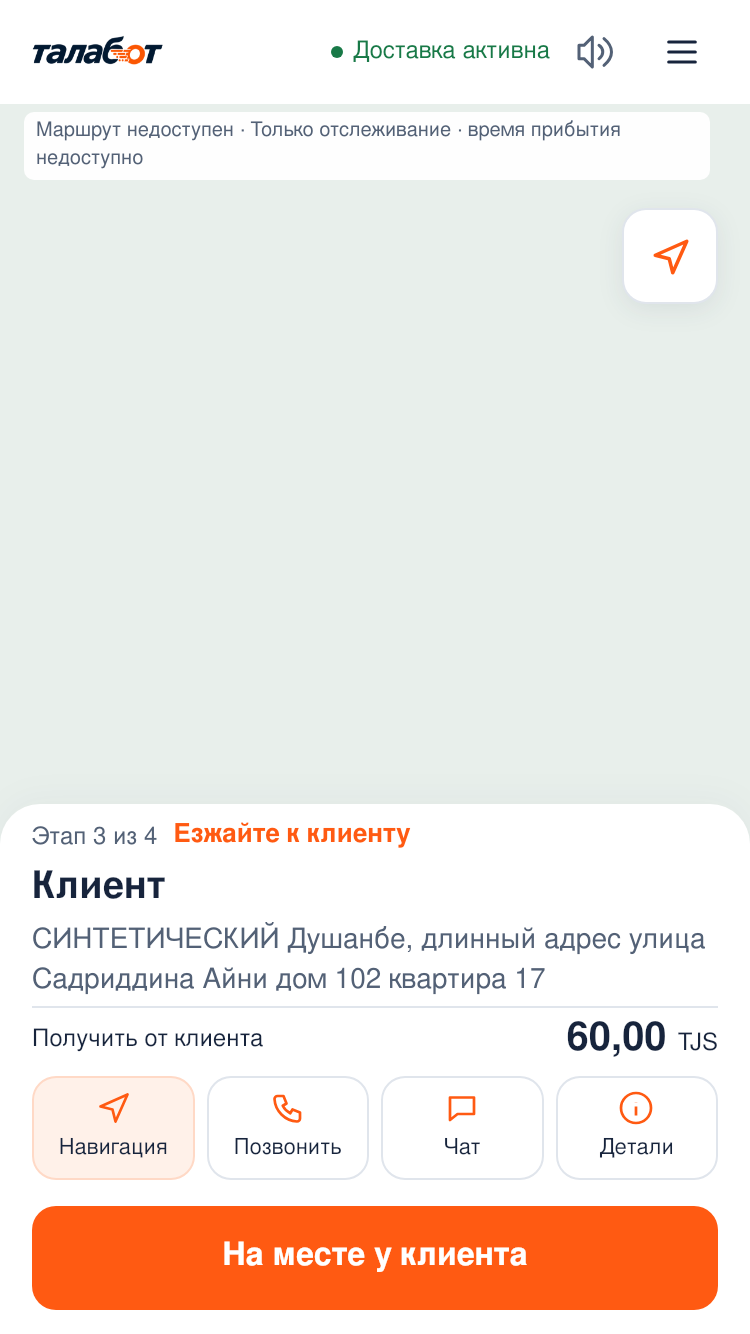 талабот
Доставка активна
Маршрут недоступен · Только отслеживание · время прибытия
недоступно
Этап 3 из 4 Езжайте к клиенту
Клиент
СИНТЕТИЧЕСКИЙ Душанбе, длинный адрес улица
Садриддина Айни дом 102 квартира 17
Получить от клиента 60,00 TJS
Навигация Позвонить Чат Детали
На месте у клиента